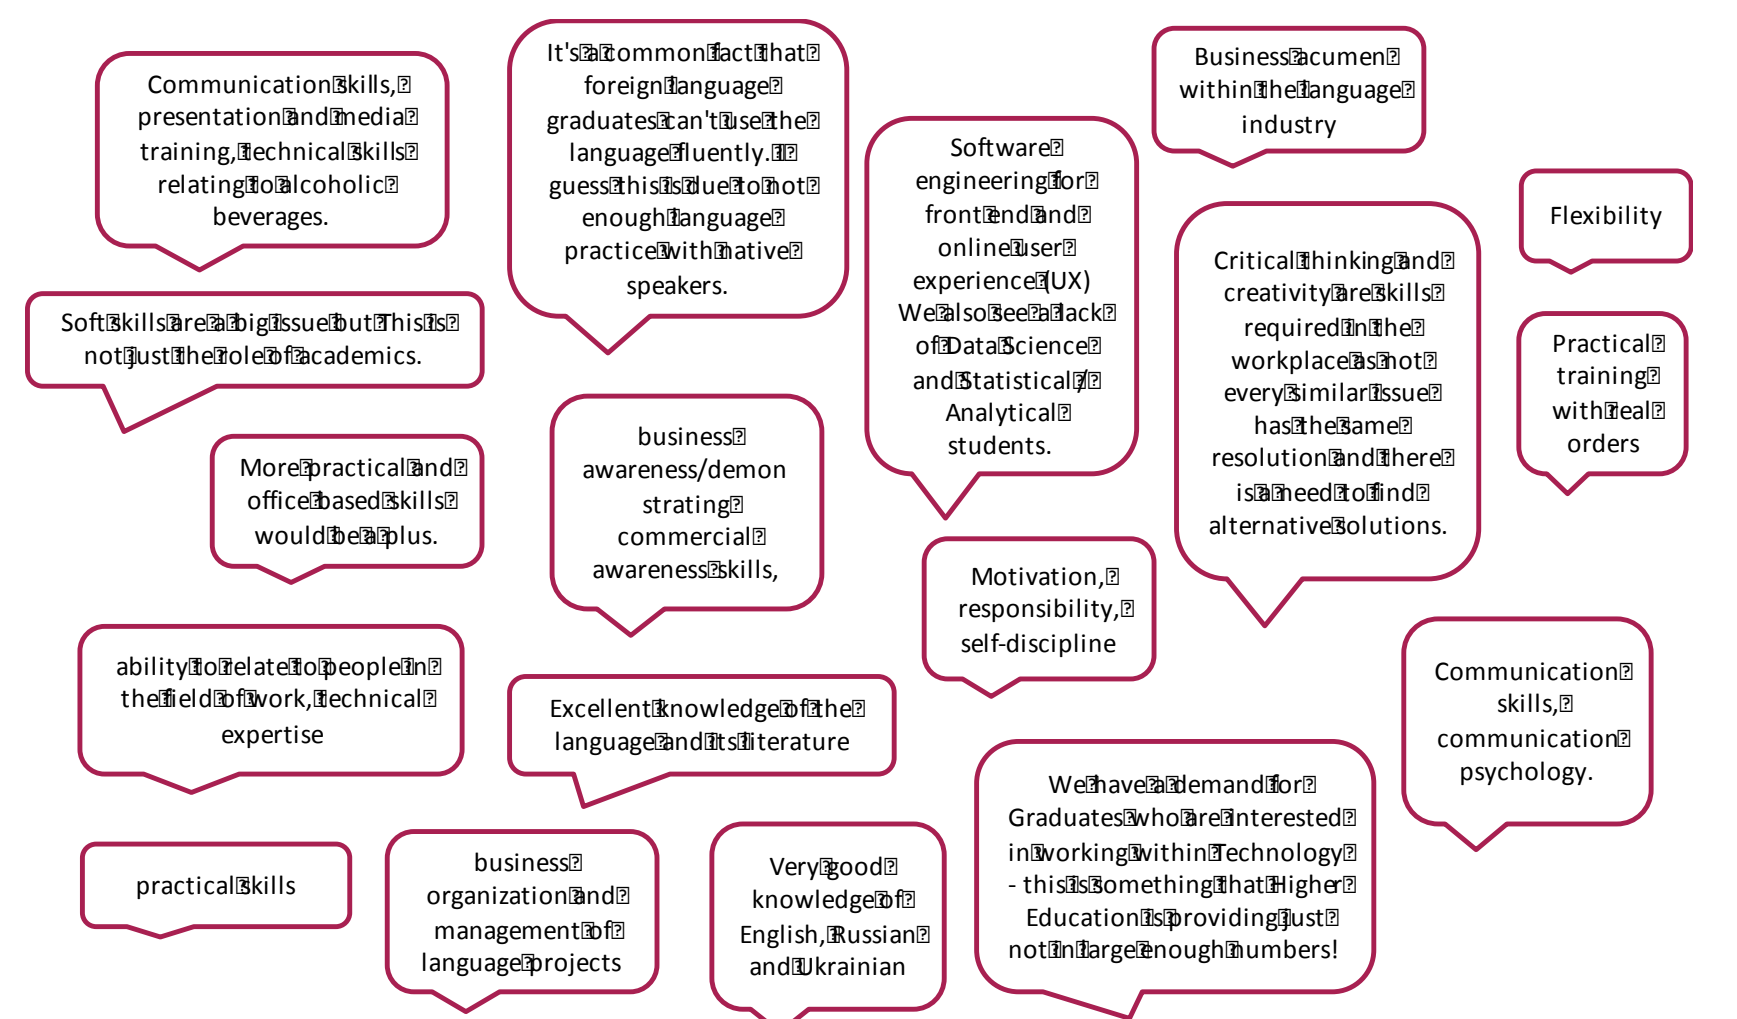 Communication skills,
presentation and media
training, technical skills
relating to alcoholic
beverages.
It's a common fact that
foreign language
graduates can't use the
language fluently. I
guess this is due to not
enough language
practice with native
speakers.
Business acumen
within the language
industry
Software
engineering for
front end and
online user
experience (UX)
We also see a lack
of Data Science
and Statistical /
Analytical
students.
Flexibility
Critical thinking and
creativity are skills
required in the
workplace as not
every similar issue
has the same
resolution and there
is a need to find
alternative solutions.
Soft skills are a big issue but This is
not just the role of academics.
Practical
training
with real
orders
business
awareness/demon
strating
commercial
awareness skills,
More practical and
office based skills
would be a plus.
Motivation,
responsibility,
self-discipline
Communication
skills,
communication
psychology.
ability to relate to people in
the field of work, technical
expertise
Excellent knowledge of the
language and its literature
We have a demand for
Graduates who are interested
in working within Technology
- this is something that Higher
Education is providing just
not in large enough numbers!
practical skills
business
organization and
management of
language projects
Very good
knowledge of
English, Russian
and Ukrainian